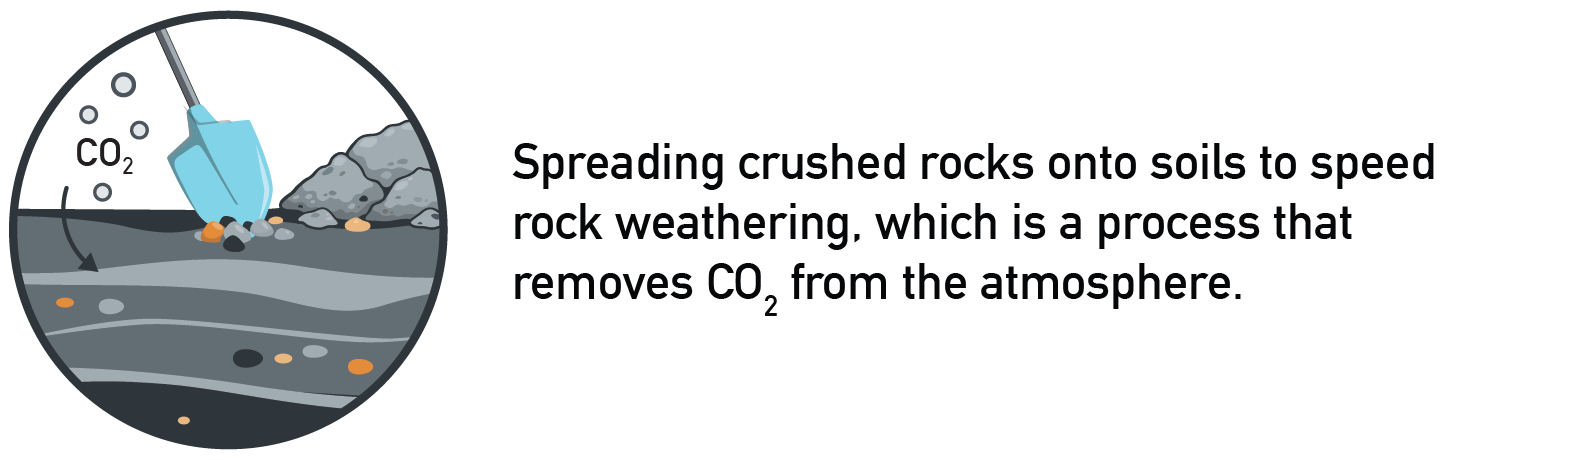 CO₂
Spreading crushed rocks onto soils to speed
rock weathering, which is a process that
removes CO₂ from the atmosphere.